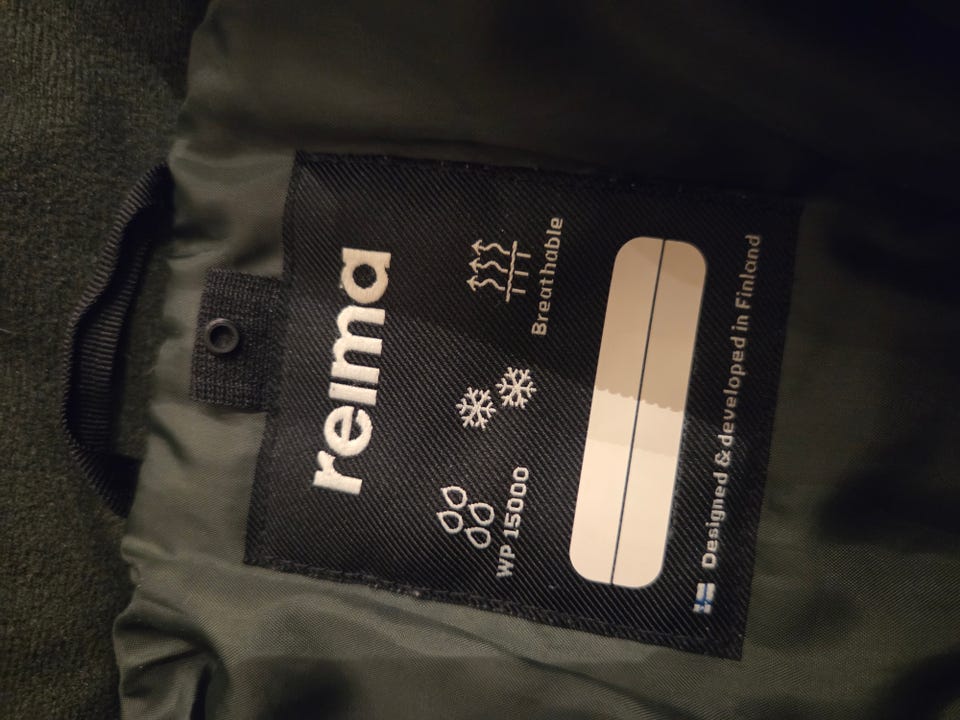 reima
WP 15000
Breathable
Designed & developed in Finland